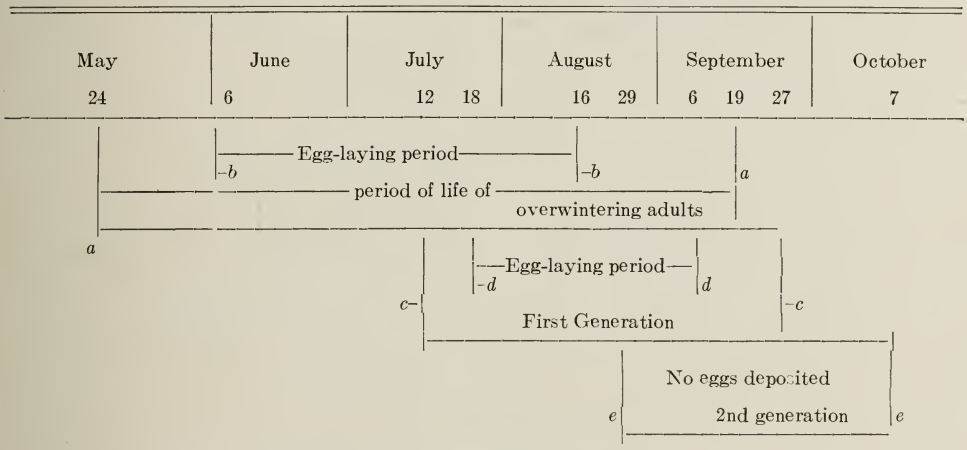 May June July August September October
24 6 12 18 16 29 6 19 27 7
Egg-laying period
-b -b a
period of life of
overwintering adults
a
Egg-laying period
-d d
c- -c
First Generation
No eggs deposited
e 2nd generation e